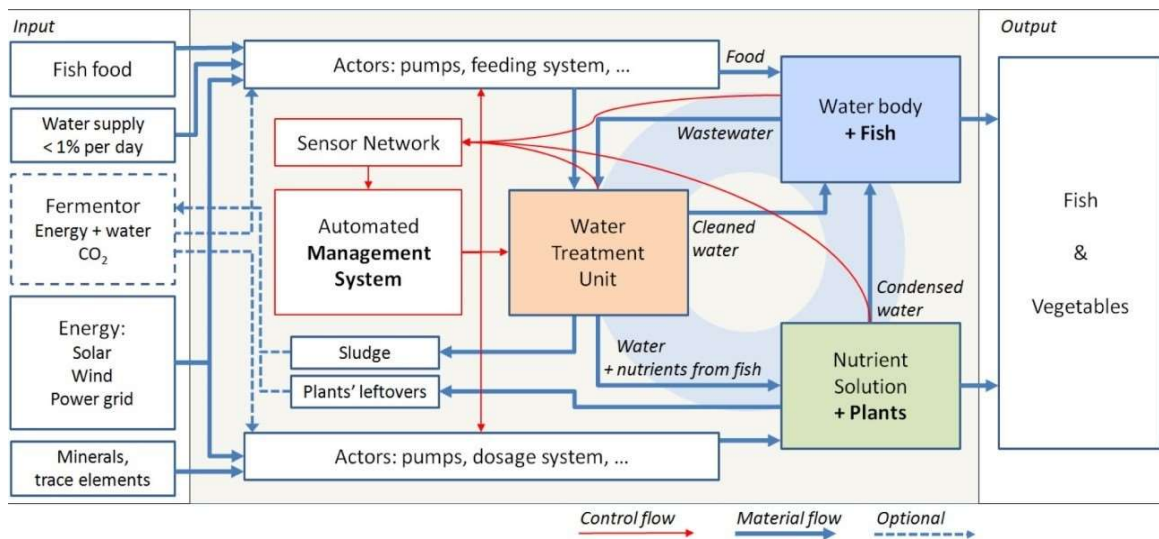 Input
Fish food
Water supply
< 1% per day
Fermentor
Energy + water
CO₂
Energy:
Solar
Wind
Power grid
Minerals,
trace elements
Actors: pumps, feeding system, ...
Sensor Network
Automated
Management
System
Sludge
Plants' leftovers
Actors: pumps, dosage system, ...
Water
Treatment
Unit
Food
Wastewater
Cleaned
water
Condensed
water
Water
+ nutrients from fish
Water body
+ Fish
Nutrient
Solution
+ Plants
Output
Fish
&
Vegetables
Control flow
Material flow
Optional